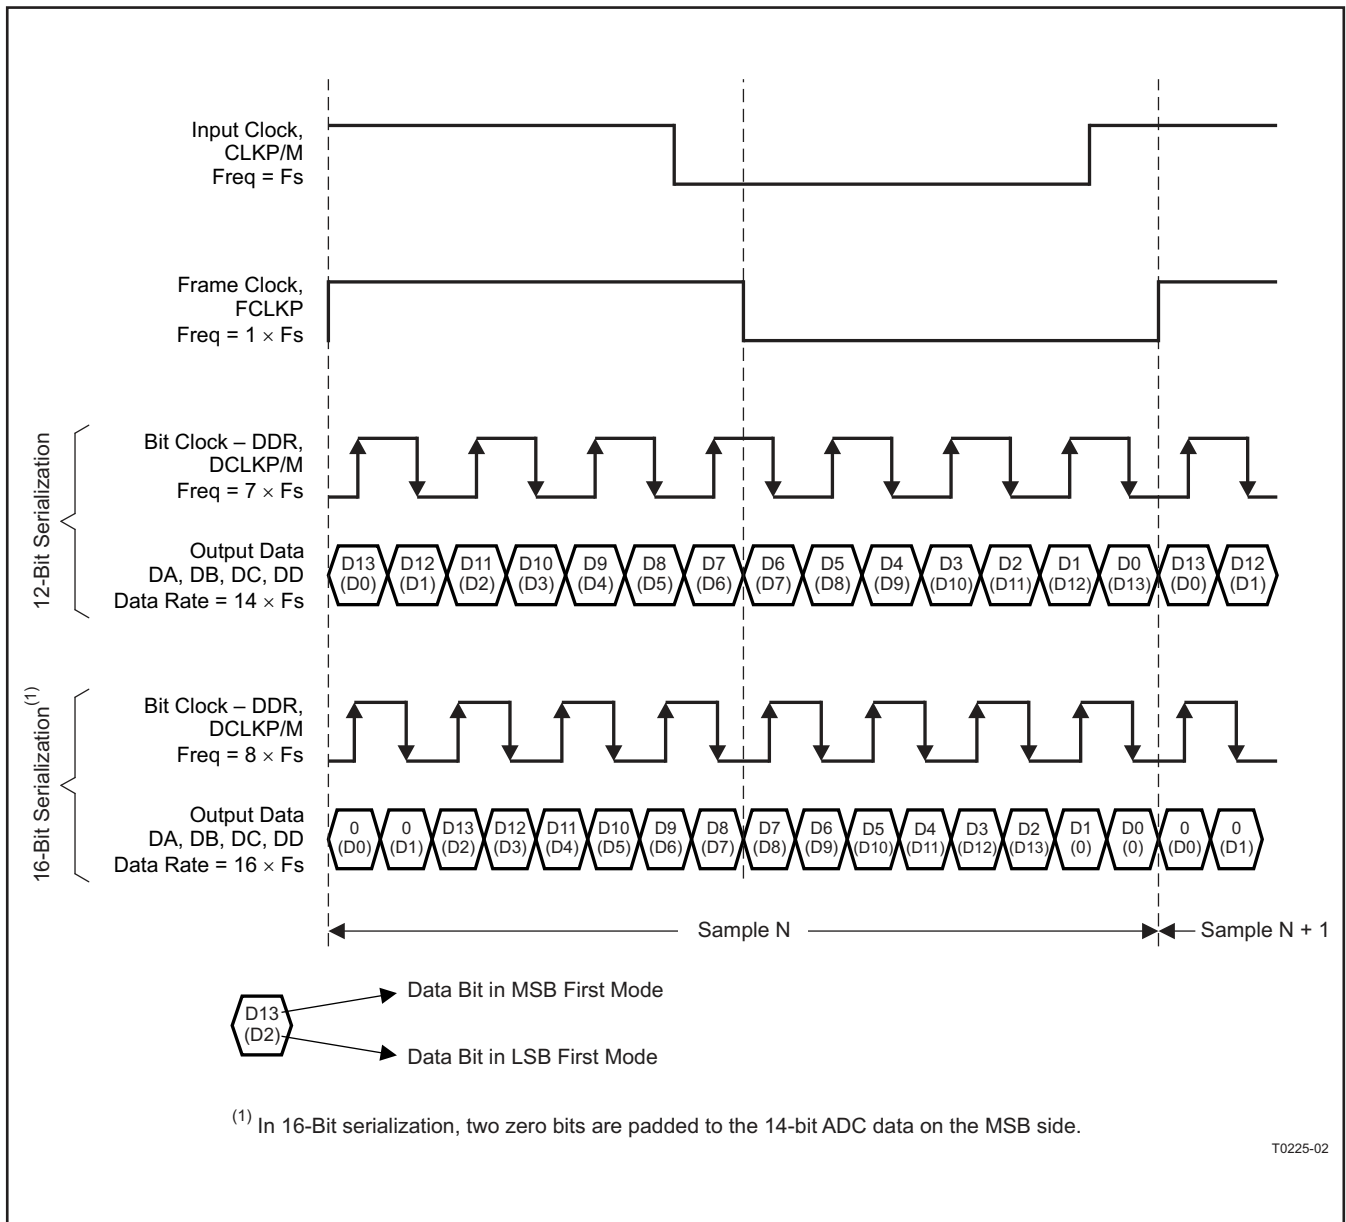 Input Clock,
CLKP/M
Freq = Fs
Frame Clock,
FCLKP
Freq = 1 × Fs
12-Bit Serialization
Bit Clock – DDR,
DCLKP/M
Freq = 7 × Fs
Output Data
DA, DB, DC, DD
Data Rate = 14 × Fs
D13 D12 D11 D10 D9 D8 D7 D6 D5 D4 D3 D2 D1 D0 D13 D12
(D0) (D1) (D2) (D3) (D4) (D5) (D6) (D7) (D8) (D9) (D10) (D11) (D12) (D13) (D0) (D1)
16-Bit Serialization(1)
Bit Clock – DDR,
DCLKP/M
Freq = 8 × Fs
Output Data
DA, DB, DC, DD
Data Rate = 16 × Fs
0 0 D13 D12 D11 D10 D9 D8 D7 D6 D5 D4 D3 D2 D1 D0 0 0
(D0) (D1) (D2) (D3) (D4) (D5) (D6) (D7) (D8) (D9) (D10) (D11) (D12) (D13) (0) (0) (D0) (D1)
Sample N
Sample N + 1
D13
(D2)
Data Bit in MSB First Mode
Data Bit in LSB First Mode
(1) In 16-Bit serialization, two zero bits are padded to the 14-bit ADC data on the MSB side.
T0225-02